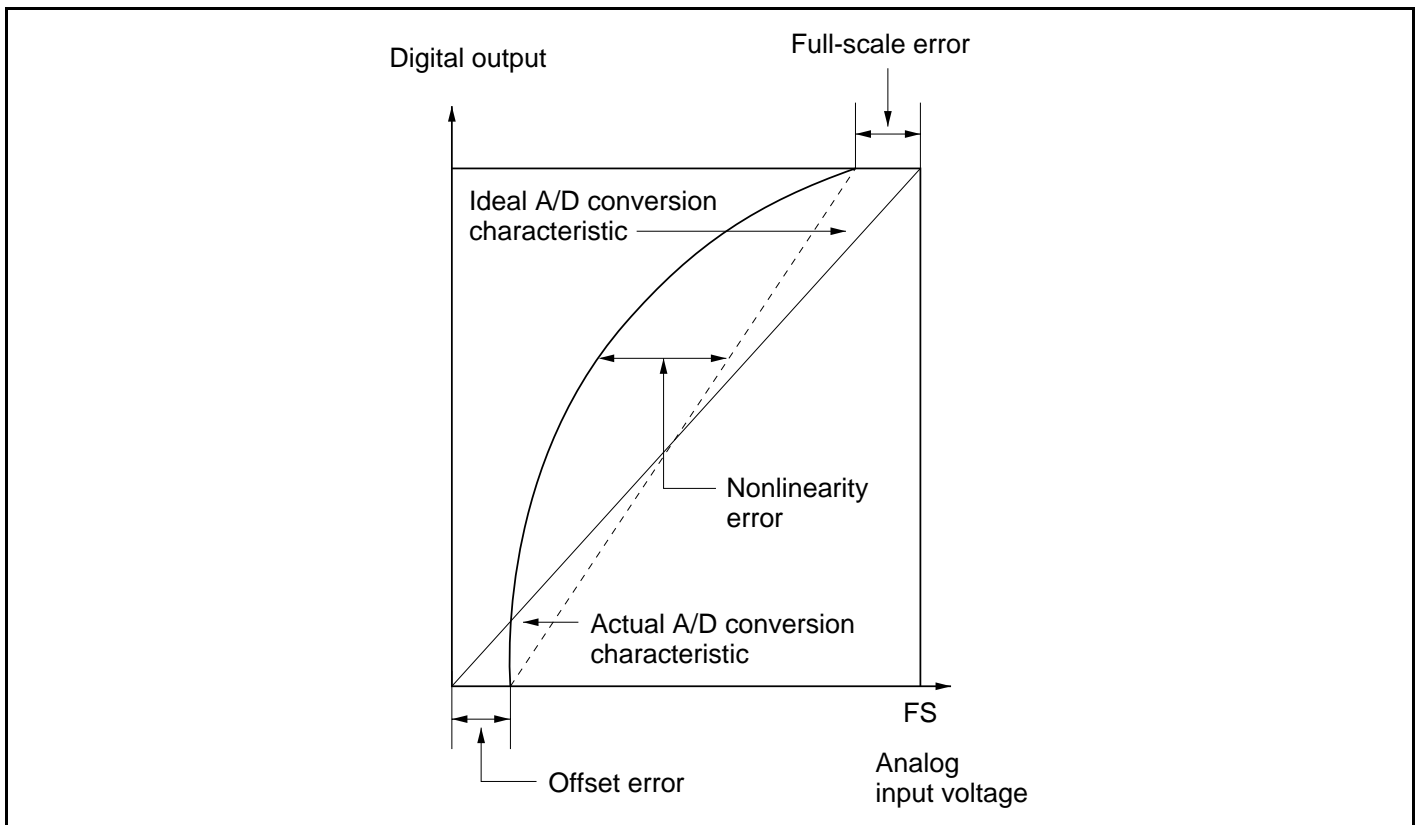 Full-scale error
Digital output
Ideal A/D conversion
characteristic
Nonlinearity
error
Actual A/D conversion
characteristic
FS
Offset error
Analog
input voltage